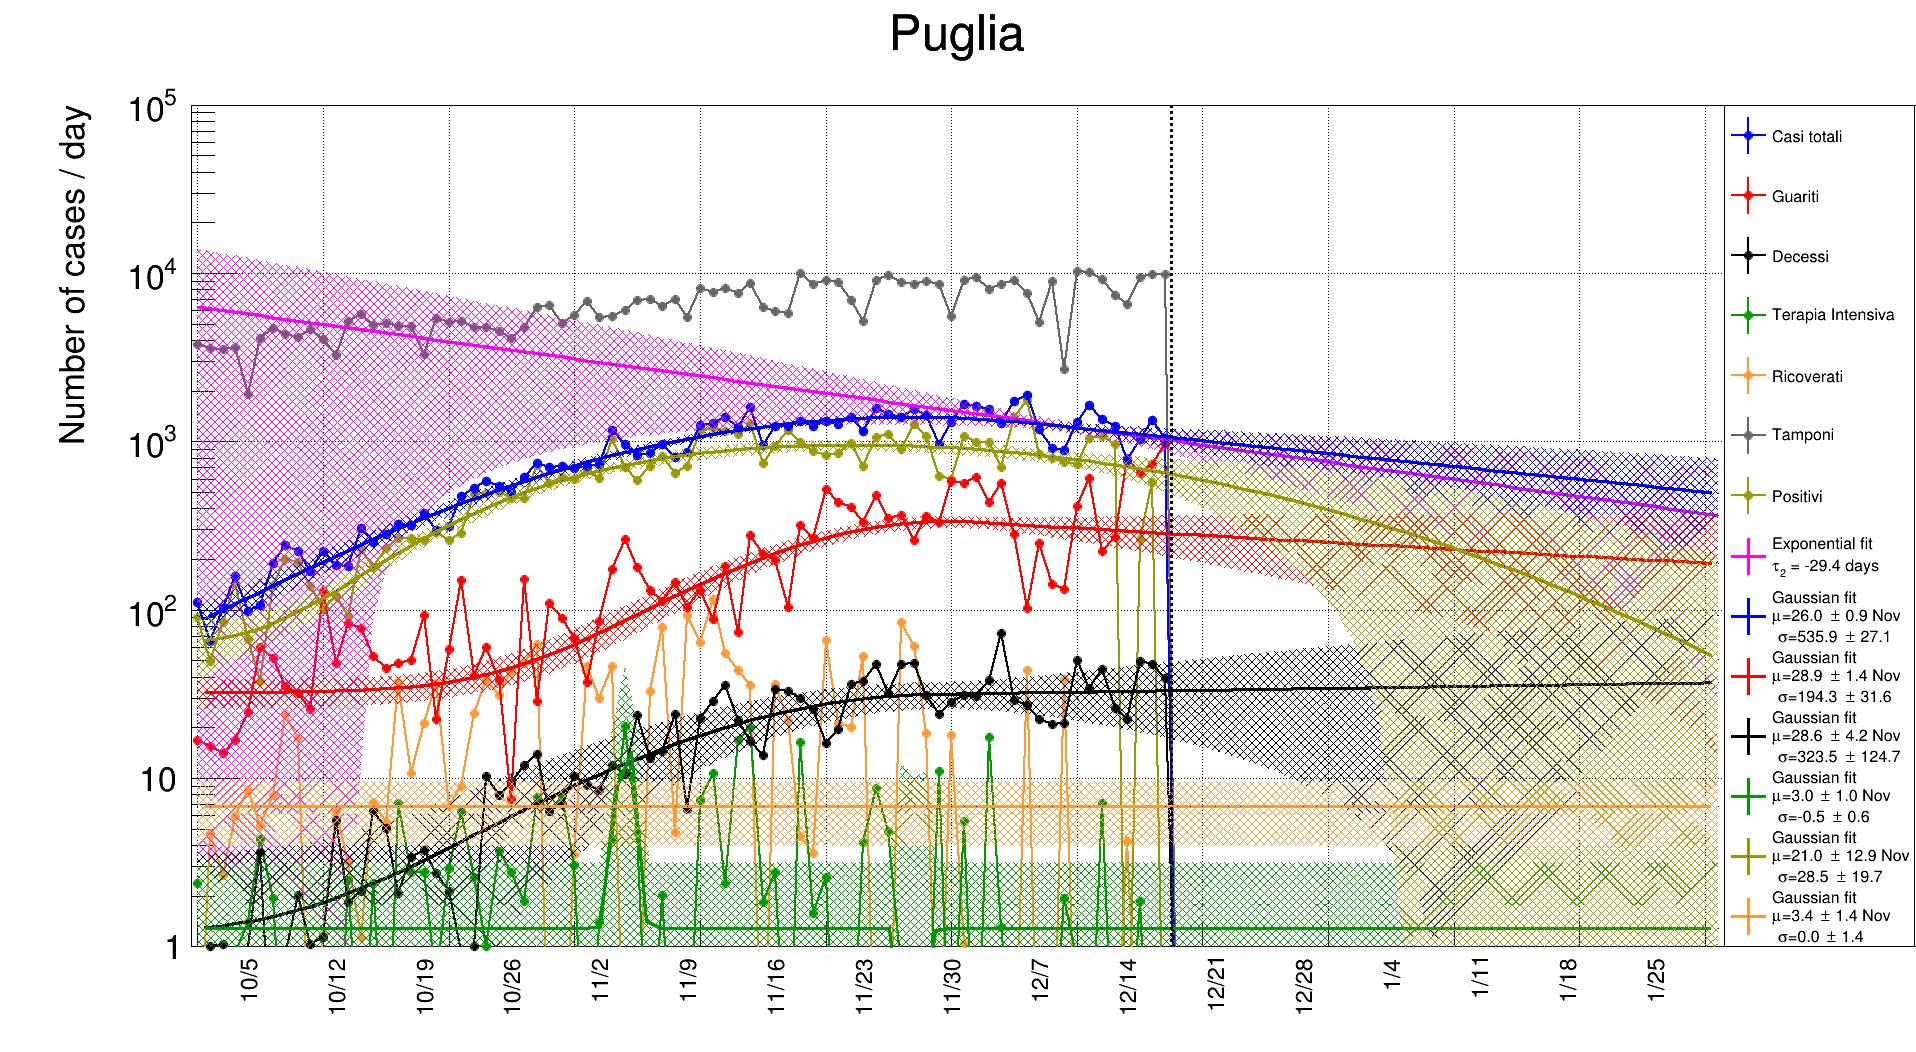 Puglia
Number of cases / day
10^5
10^4
10^3
10^2
10
1
10/5
10/12
10/19
10/26
11/2
11/9
11/16
11/23
11/30
12/7
12/14
12/21
12/28
1/4
1/11
1/18
1/25
Casi totali
Guariti
Decessi
Terapia Intensiva
Ricoverati
Tamponi
Positivi
Exponential fit
τ₂ = -29.4 days
Gaussian fit
μ=26.0 ± 0.9 Nov
σ=535.9 ± 27.1
Gaussian fit
μ=28.9 ± 1.4 Nov
σ=194.3 ± 31.6
Gaussian fit
μ=28.6 ± 4.2 Nov
σ=323.5 ± 124.7
Gaussian fit
μ=3.0 ± 1.0 Nov
σ=-0.5 ± 0.6
Gaussian fit
μ=21.0 ± 12.9 Nov
σ=28.5 ± 19.7
Gaussian fit
μ=3.4 ± 1.4 Nov
σ=0.0 ± 1.4